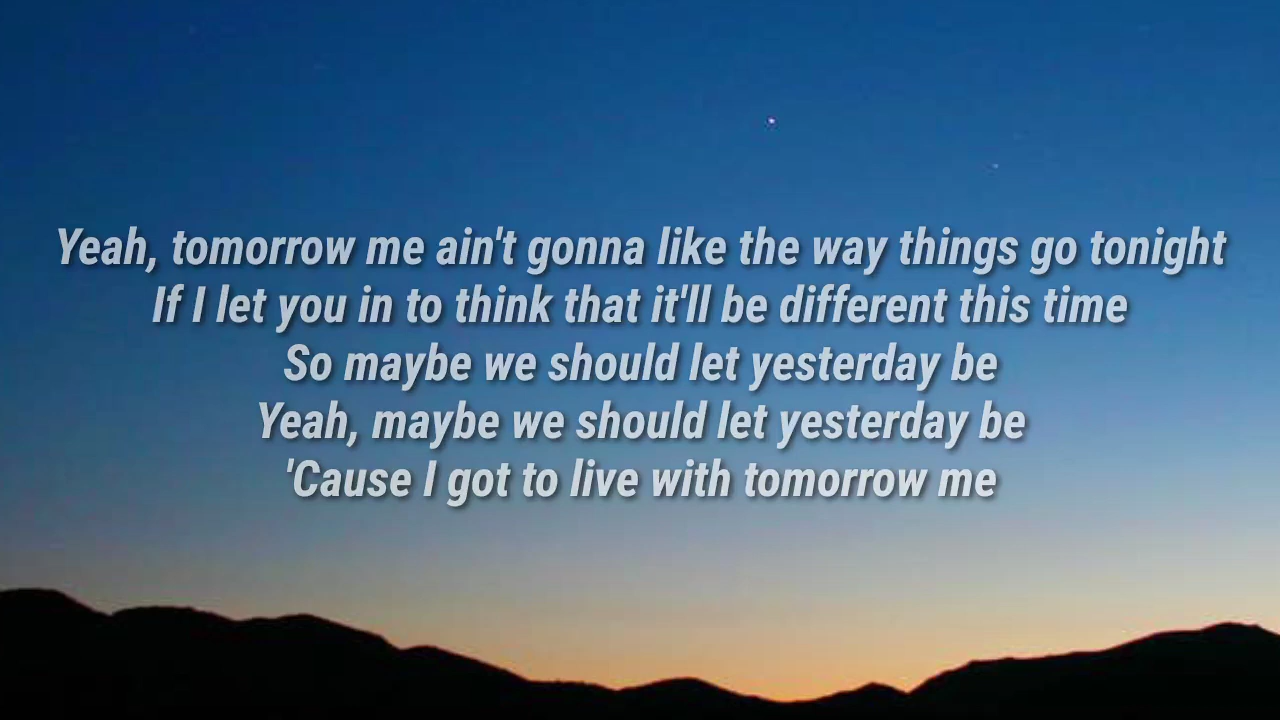 Yeah, tomorrow me ain't gonna like the way things go tonight
If I let you in to think that it'll be different this time
So maybe we should let yesterday be
Yeah, maybe we should let yesterday be
'Cause I got to live with tomorrow me